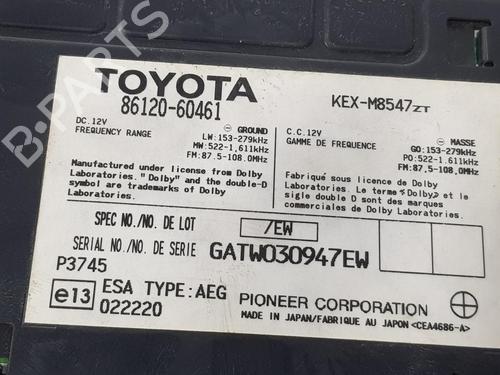 TOYOTA
86120-60461
KEX-M8547ZT
DC. 12V
⊖ GROUND
FREQUENCY RANGE
LW:153-279kHz
MW:522-1,611kHz
FM:87.5-108.0MHz
C.C.12V
⊖ MASSE
GAMME DE FREQUENCE
GO:153-279kHz
PO:522-1,611kHz
FM:87,5-108,0MHz
Manufactured under license from Dolby
Laboratories. "Dolby" and the double-D
symbol are trademarks of Dolby
Laboratories.
Fabriqué sous licence de Dolby
Laboratories. Le terme "Dolby" et le
sigle double D sont des marques
commerciales de Dolby Laboratories.
SPEC NO./NO. DE LOT
/EW
SERIAL NO./NO. DE SERIE
GATW030947EW
P3745
e13
ESA TYPE:AEG
022220
PIONEER CORPORATION
MADE IN JAPAN/FABRIQUE AU JAPON <CEA4686-A>
B-PARTS